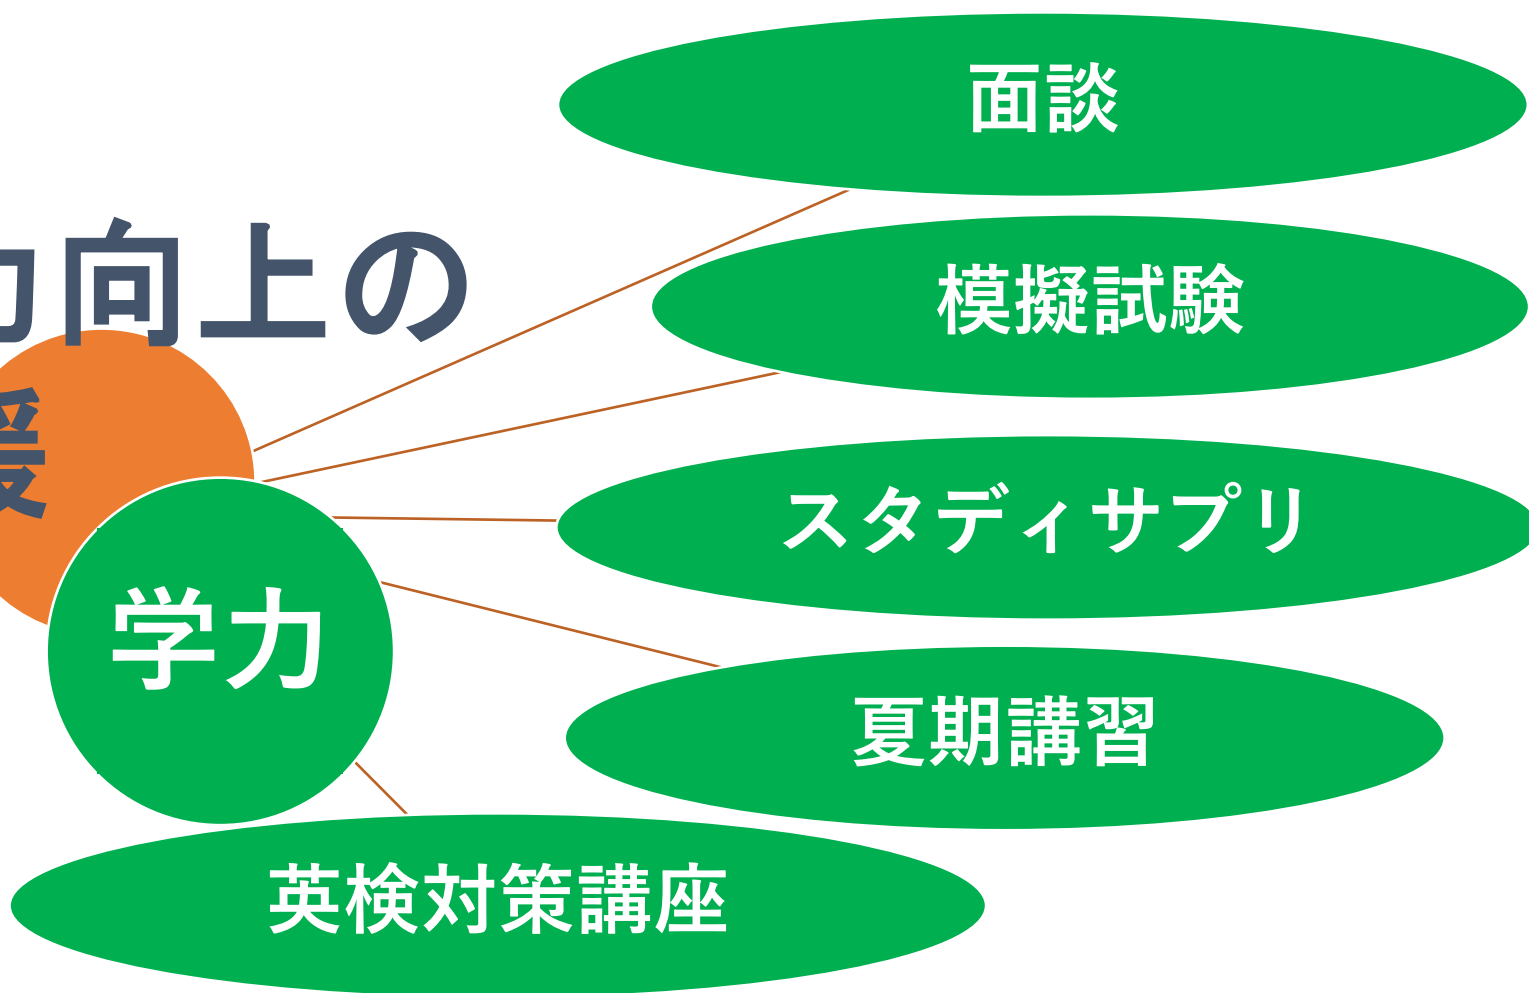 力向上の
援
面談
模擬試験
スタディサプリ
学力
夏期講習
英検対策講座